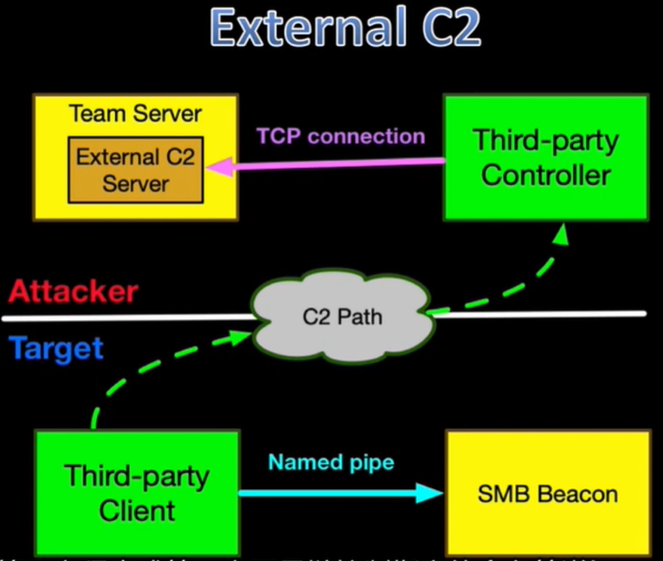 External C2
Team Server
External C2
Server
TCP connection
Third-party
Controller
Attacker
C2 Path
Target
Third-party
Client
Named pipe
SMB Beacon